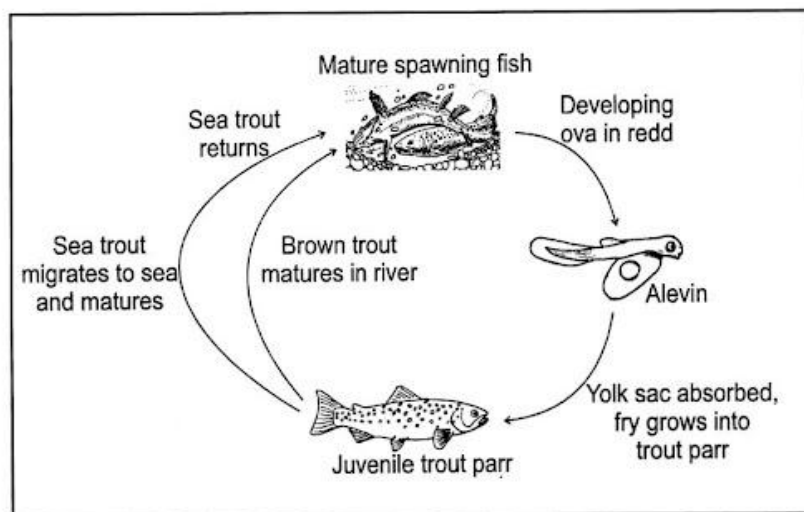 Mature spawning fish
Sea trout
returns
Developing
ova in redd
Sea trout
migrates to sea
and matures
Brown trout
matures in river
Alevin
Yolk sac absorbed,
fry grows into
trout parr
Juvenile trout parr